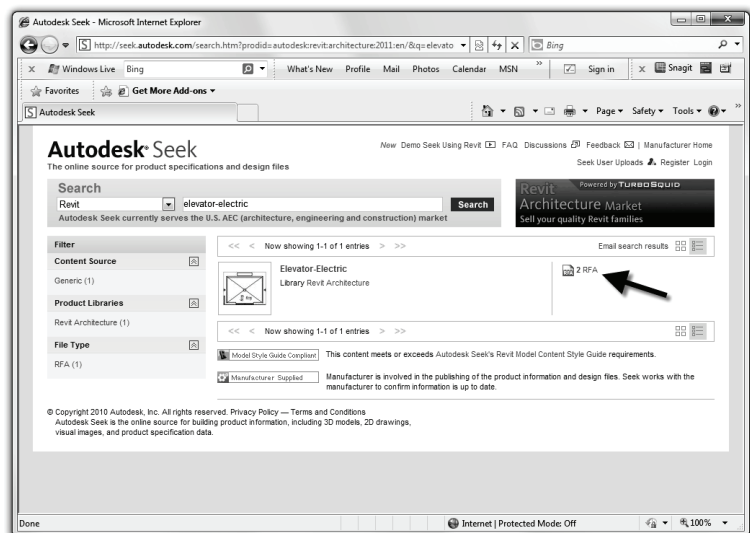 Autodesk Seek - Microsoft Internet Explorer
http://seek.autodesk.com/search.htm?prodid=autodesk:revit:architecture:2011:en/&q=elevato
Bing
Windows Live Bing What's New Profile Mail Photos Calendar MSN » Sign in Snagit
Favorites Get More Add-ons
Autodesk Seek Page Safety Tools »
Autodesk® Seek
The online source for product specifications and design files
New Demo Seek Using Revit FAQ Discussions Feedback | Manufacturer Home
Seek User Uploads Register Login
Search
Revit elevator-electric Search
Autodesk Seek currently serves the U.S. AEC (architecture, engineering and construction) market
Revit Powered by TURBOSQUID
Architecture Market
Sell your quality Revit families
Filter
Content Source
Generic (1)
Product Libraries
Revit Architecture (1)
File Type
RFA (1)
<< < Now showing 1-1 of 1 entries > >> Email search results
Elevator-Electric
Library Revit Architecture
2 RFA
<< < Now showing 1-1 of 1 entries > >>
Model Style Guide Compliant This content meets or exceeds Autodesk Seek's Revit Model Content Style Guide requirements.
Manufacturer Supplied Manufacturer is involved in the publishing of the product information and design files. Seek works with the
manufacturer to confirm information is up to date.
© Copyright 2010 Autodesk, Inc. All rights reserved. Privacy Policy — Terms and Conditions
Autodesk Seek is the online source for building product information, including 3D models, 2D drawings,
visual images, and product specification data.
Done Internet | Protected Mode: Off 100%